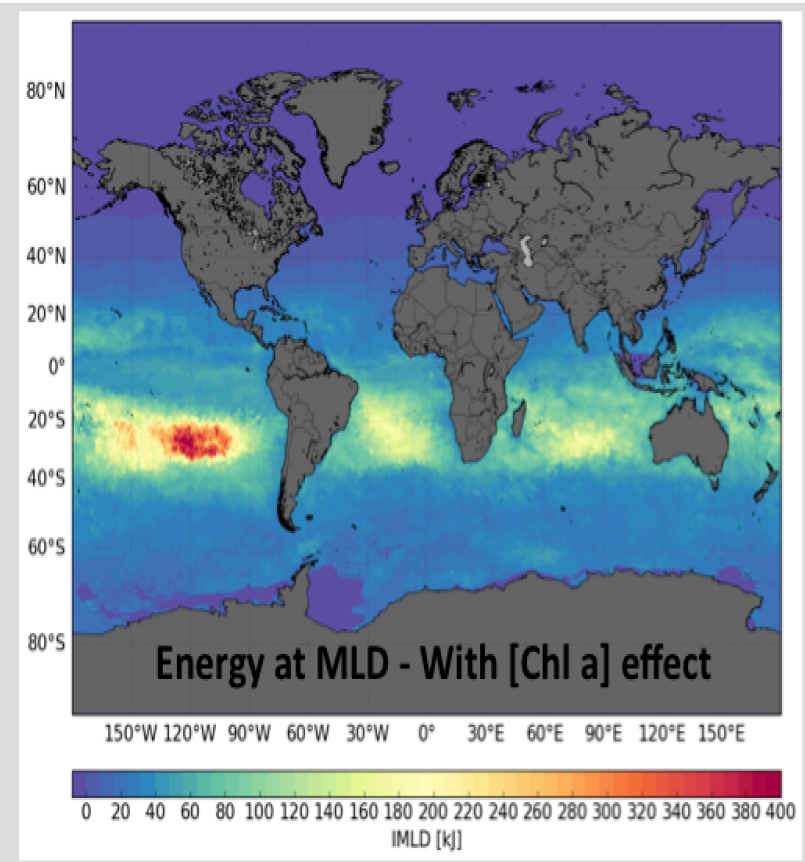 80°N
60°N
40°N
20°N
0°
20°S
40°S
60°S
80°S
Energy at MLD - With [Chl a] effect
150°W 120°W 90°W 60°W 30°W 0° 30°E 60°E 90°E 120°E 150°E
0 20 40 60 80 100 120 140 160 180 200 220 240 260 280 300 320 340 360 380 400
IMLD [kJ]